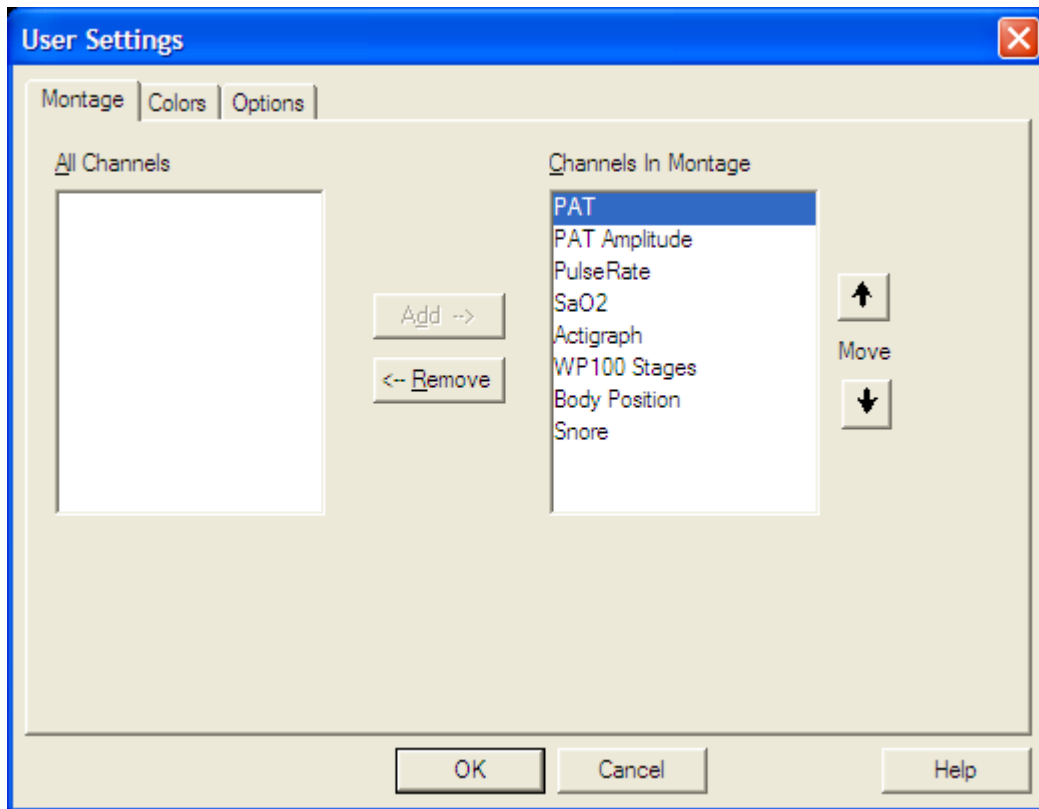 User Settings
Montage
Colors
Options
All Channels
Channels In Montage
PAT
PAT Amplitude
PulseRate
SaO2
Actigraph
WP100 Stages
Body Position
Snore
Add -->
<-- Remove
Move
OK
Cancel
Help